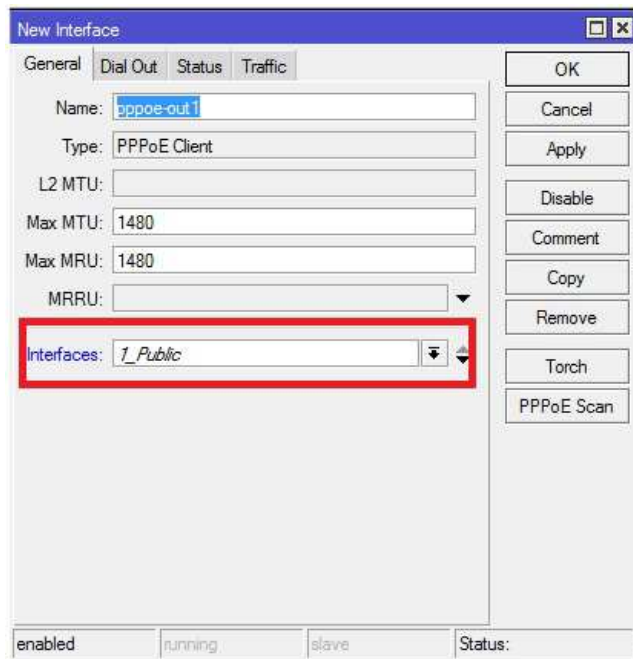 New Interface
General Dial Out Status Traffic
Name: pppoe-out1
Type: PPPoE Client
L2 MTU:
Max MTU: 1480
Max MRU: 1480
MRRU:
Interfaces: 1_Public
OK
Cancel
Apply
Disable
Comment
Copy
Remove
Torch
PPPoE Scan
enabled running slave Status: